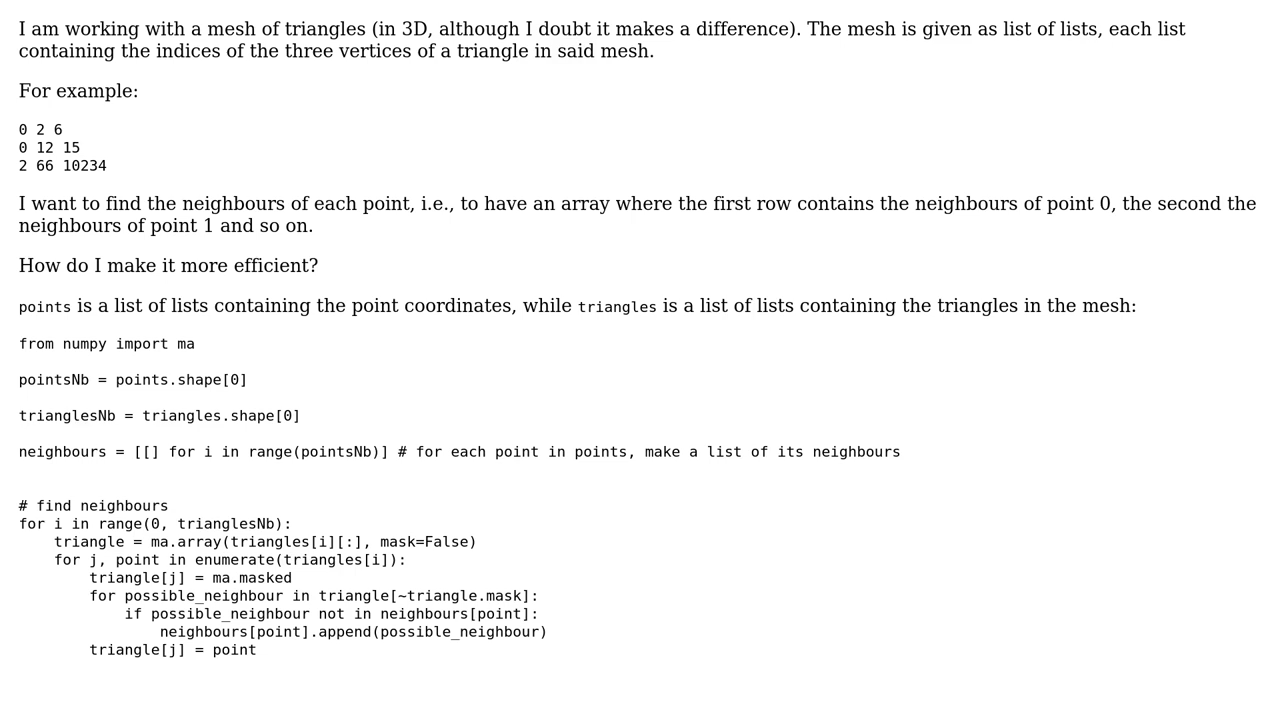 I am working with a mesh of triangles (in 3D, although I doubt it makes a difference). The mesh is given as list of lists, each list
containing the indices of the three vertices of a triangle in said mesh.
For example:
0 2 6
0 12 15
2 66 10234
I want to find the neighbours of each point, i.e., to have an array where the first row contains the neighbours of point 0, the second the
neighbours of point 1 and so on.
How do I make it more efficient?
points is a list of lists containing the point coordinates, while triangles is a list of lists containing the triangles in the mesh:
from numpy import ma
pointsNb = points.shape[0]
trianglesNb = triangles.shape[0]
neighbours = [[] for i in range(pointsNb)] # for each point in points, make a list of its neighbours
# find neighbours
for i in range(0, trianglesNb):
    triangle = ma.array(triangles[i][:], mask=False)
    for j, point in enumerate(triangles[i]):
        triangle[j] = ma.masked
        for possible_neighbour in triangle[~triangle.mask]:
            if possible_neighbour not in neighbours[point]:
                neighbours[point].append(possible_neighbour)
        triangle[j] = point